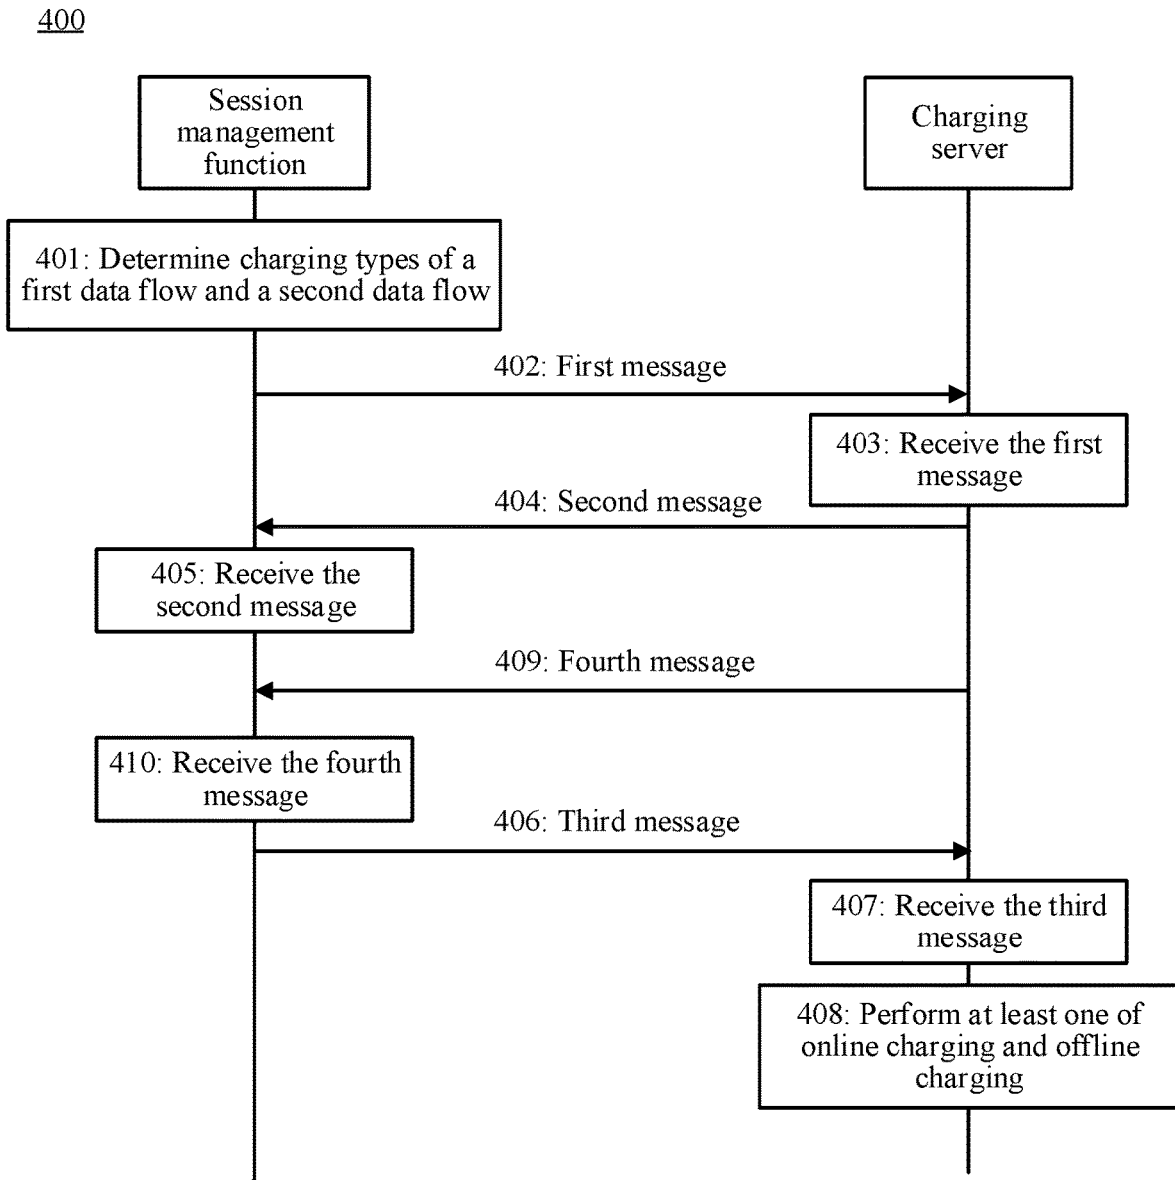 400
Session
management
function
Charging
server
401: Determine charging types of a
first data flow and a second data flow
402: First message
403: Receive the first
message
404: Second message
405: Receive the
second message
409: Fourth message
410: Receive the fourth
message
406: Third message
407: Receive the third
message
408: Perform at least one of
online charging and offline
charging